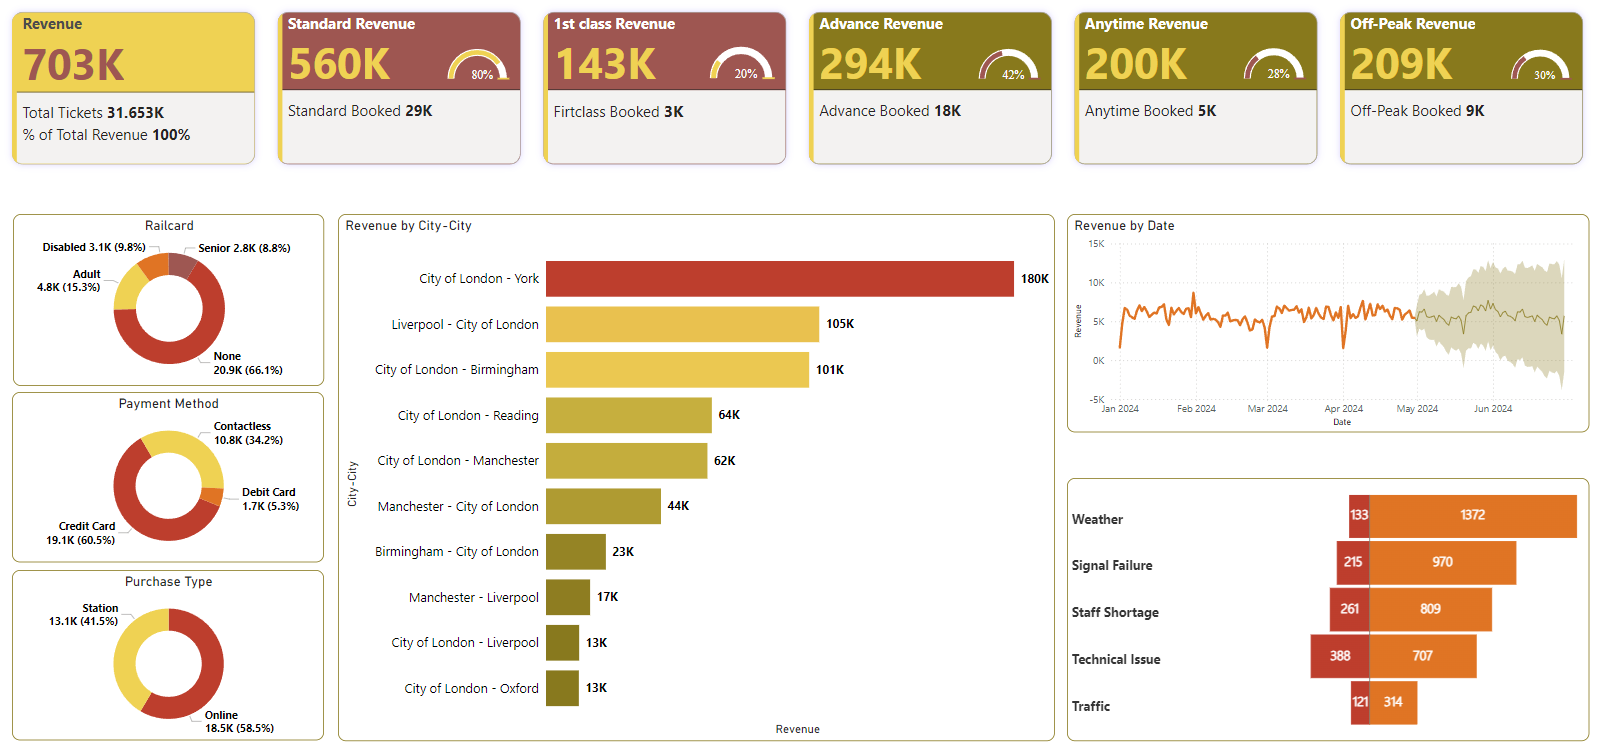 Revenue
703K
Total Tickets 31.653K
% of Total Revenue 100%
Standard Revenue
560K
80%
Standard Booked 29K
1st class Revenue
143K
20%
Firtclass Booked 3K
Advance Revenue
294K
42%
Advance Booked 18K
Anytime Revenue
200K
28%
Anytime Booked 5K
Off-Peak Revenue
209K
30%
Off-Peak Booked 9K
Railcard
Disabled 3.1K (9.8%)
Senior 2.8K (8.8%)
Adult
4.8K (15.3%)
None
20.9K (66.1%)
Payment Method
Contactless
10.8K (34.2%)
Debit Card
1.7K (5.3%)
Credit Card
19.1K (60.5%)
Purchase Type
Station
13.1K (41.5%)
Online
18.5K (58.5%)
Revenue by City-City
City-City
City of London - York 180K
Liverpool - City of London 105K
City of London - Birmingham 101K
City of London - Reading 64K
City of London - Manchester 62K
Manchester - City of London 44K
Birmingham - City of London 23K
Manchester - Liverpool 17K
City of London - Liverpool 13K
City of London - Oxford 13K
Revenue
Revenue by Date
Revenue
15K
10K
5K
0K
-5K
Jan 2024 Feb 2024 Mar 2024 Apr 2024 May 2024 Jun 2024
Date
Weather 133 1372
Signal Failure 215 970
Staff Shortage 261 809
Technical Issue 388 707
Traffic 121 314